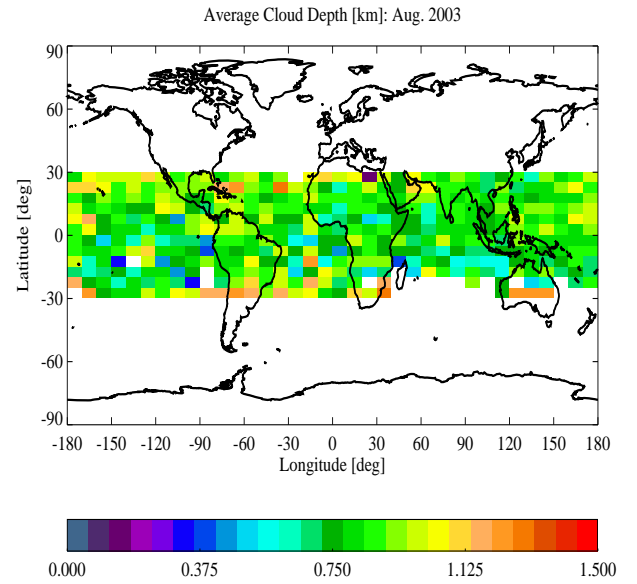 Average Cloud Depth [km]: Aug. 2003
90
60
30
0
-30
-60
-90
Latitude [deg]
-180 -150 -120 -90 -60 -30 0 30 60 90 120 150 180
Longitude [deg]
0.000 0.375 0.750 1.125 1.500